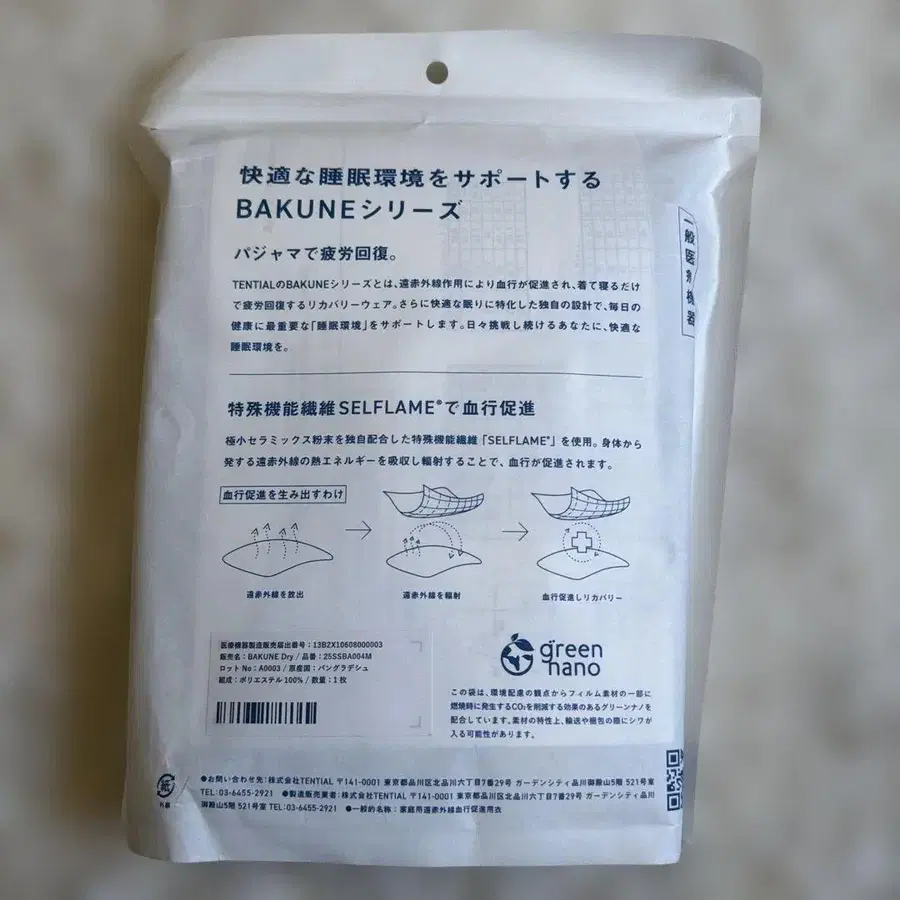 快適な睡眠環境をサポートする
BAKUNEシリーズ
パジャマで疲労回復。
TENTIALのBAKUNEシリーズとは、遠赤外線作用により血行が促進され、着て寝るだけ
で疲労回復するリカバリーウェア。さらに快適な眠りに特化した独自の設計で、毎日の
健康に最重要な「睡眠環境」をサポートします。日々挑戦し続けるあなたに、快適な
睡眠環境を。
一般医療機器
特殊機能繊維SELFLAME®で血行促進
極小セラミックス粉末を独自配合した特殊機能繊維「SELFLAME®」を使用。身体から
発する遠赤外線の熱エネルギーを吸収し輻射することで、血行が促進されます。
血行促進を生み出すわけ
遠赤外線を放出
遠赤外線を輻射
血行促進しリカバリー
医療機器製造販売届出番号:13B2X10608000003
販売名:BAKUNE Dry / 品番:25SSBA004M
ロットNo:A0003 / 原産国:バングラデシュ
組成:ポリエステル100% / 数量:1枚
green
nano
この袋は、環境配慮の観点からフィルム素材の一部に
燃焼時に発生するCO₂を削減する効果のあるグリーンナノを
配合しています。素材の特性上、輸送や梱包の際にシワが
入る可能性があります。
紙
外装
●お問い合わせ先:株式会社TENTIAL 〒141-0001 東京都品川区北品川六丁目7番29号 ガーデンシティ品川御殿山5階 521号室
TEL:03-6455-2921 ●製造販売業者:株式会社TENTIAL 〒141-0001 東京都品川区北品川六丁目7番29号 ガーデンシティ品川
御殿山5階 521号室 TEL:03-6455-2921 ●一般的名称:家庭用遠赤外線血行促進用衣